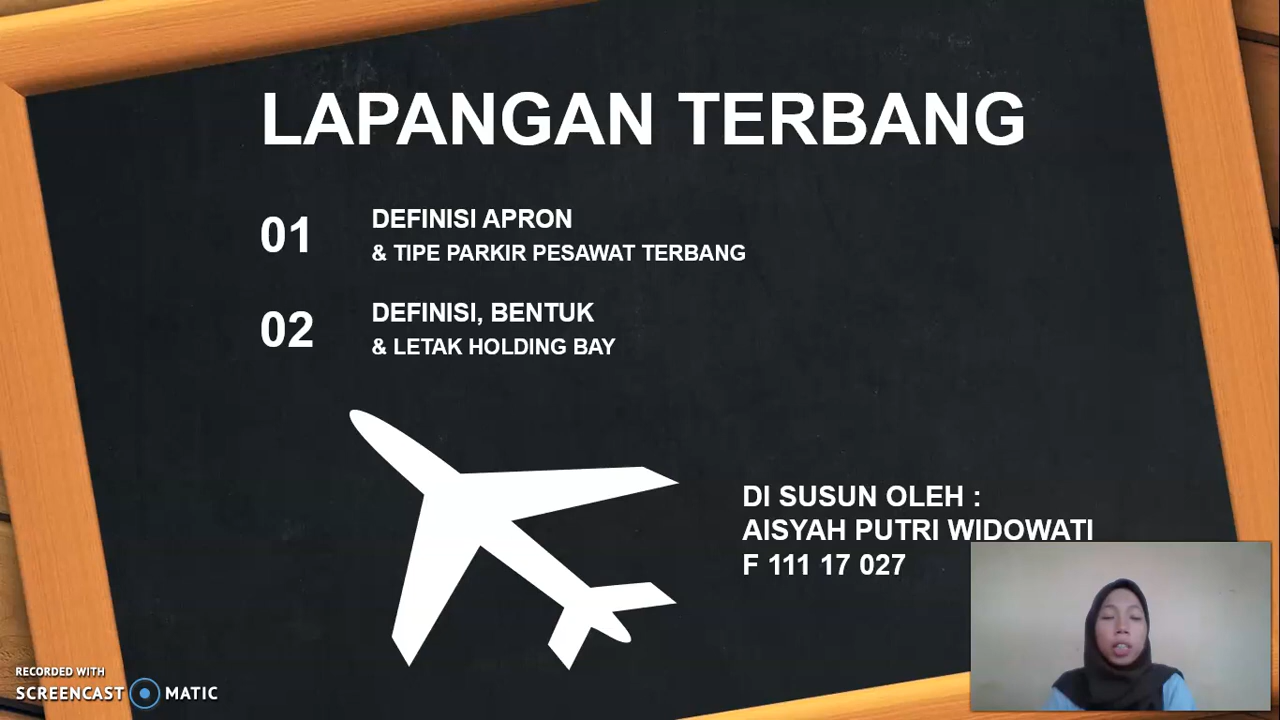 LAPANGAN TERBANG
01
DEFINISI APRON
& TIPE PARKIR PESAWAT TERBANG
02
DEFINISI, BENTUK
& LETAK HOLDING BAY
DI SUSUN OLEH :
AISYAH PUTRI WIDOWATI
F 111 17 027
RECORDED WITH
SCREENCAST MATIC